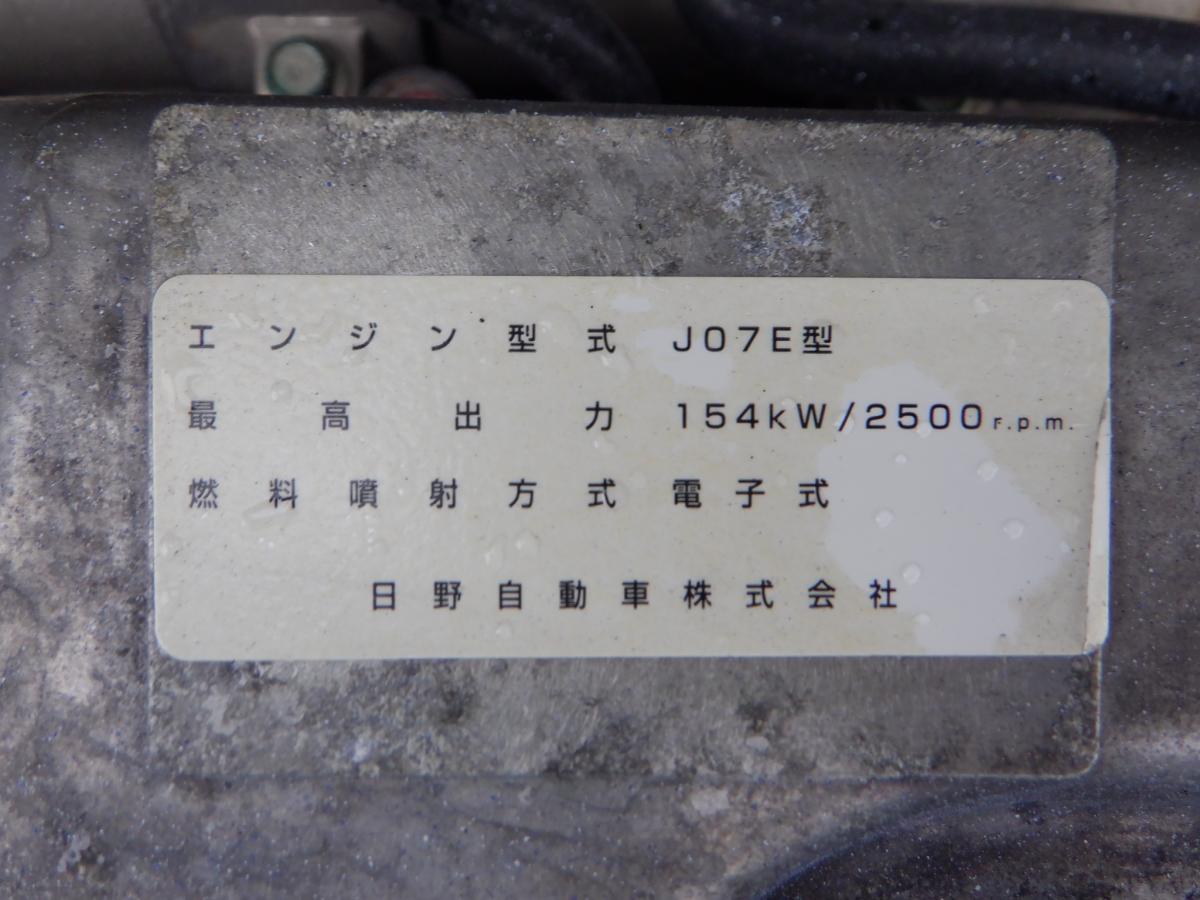 エンジン型式 J07E型
最高出力 154kW/2500r.p.m.
燃料噴射方式 電子式
日野自動車株式会社